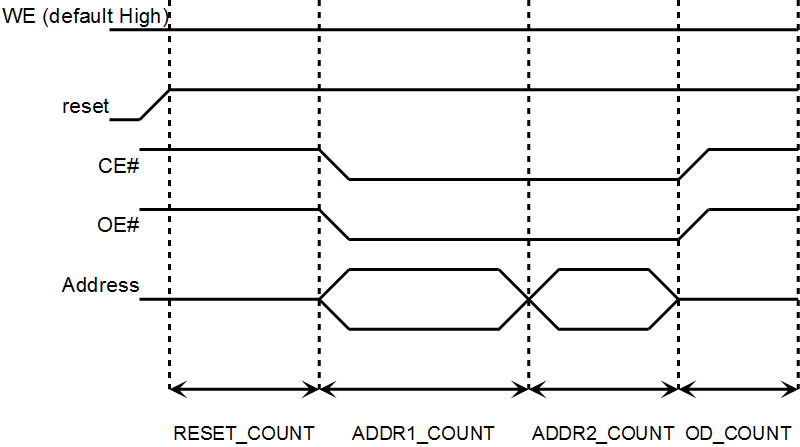 WE (default High)
reset
CE#
OE#
Address
RESET_COUNT ADDR1_COUNT ADDR2_COUNT OD_COUNT